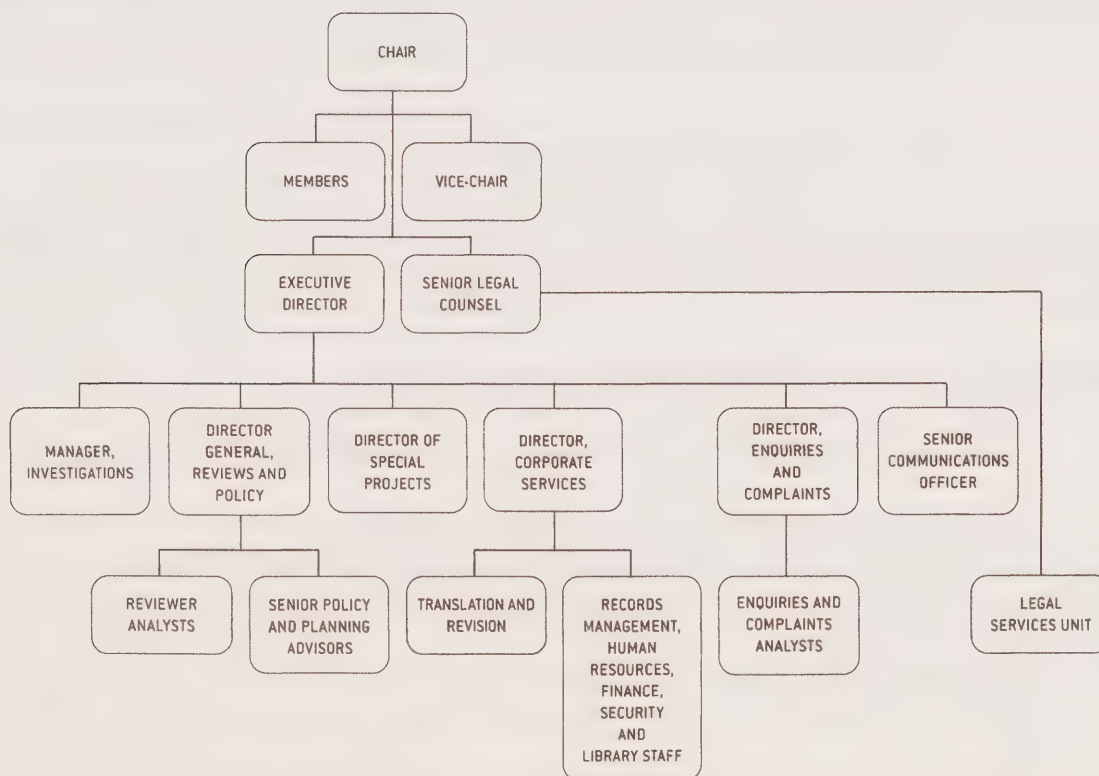 CHAIR
MEMBERS
VICE-CHAIR
EXECUTIVE
DIRECTOR
SENIOR LEGAL
COUNSEL
MANAGER,
INVESTIGATIONS
DIRECTOR
GENERAL,
REVIEWS AND
POLICY
DIRECTOR OF
SPECIAL
PROJECTS
DIRECTOR,
CORPORATE
SERVICES
DIRECTOR,
ENQUIRIES
AND
COMPLAINTS
SENIOR
COMMUNICATIONS
OFFICER
REVIEWER
ANALYSTS
SENIOR POLICY
AND PLANNING
ADVISORS
TRANSLATION AND
REVISION
RECORDS
MANAGEMENT,
HUMAN
RESOURCES,
FINANCE,
SECURITY
AND
LIBRARY STAFF
ENQUIRIES AND
COMPLAINTS
ANALYSTS
LEGAL
SERVICES UNIT